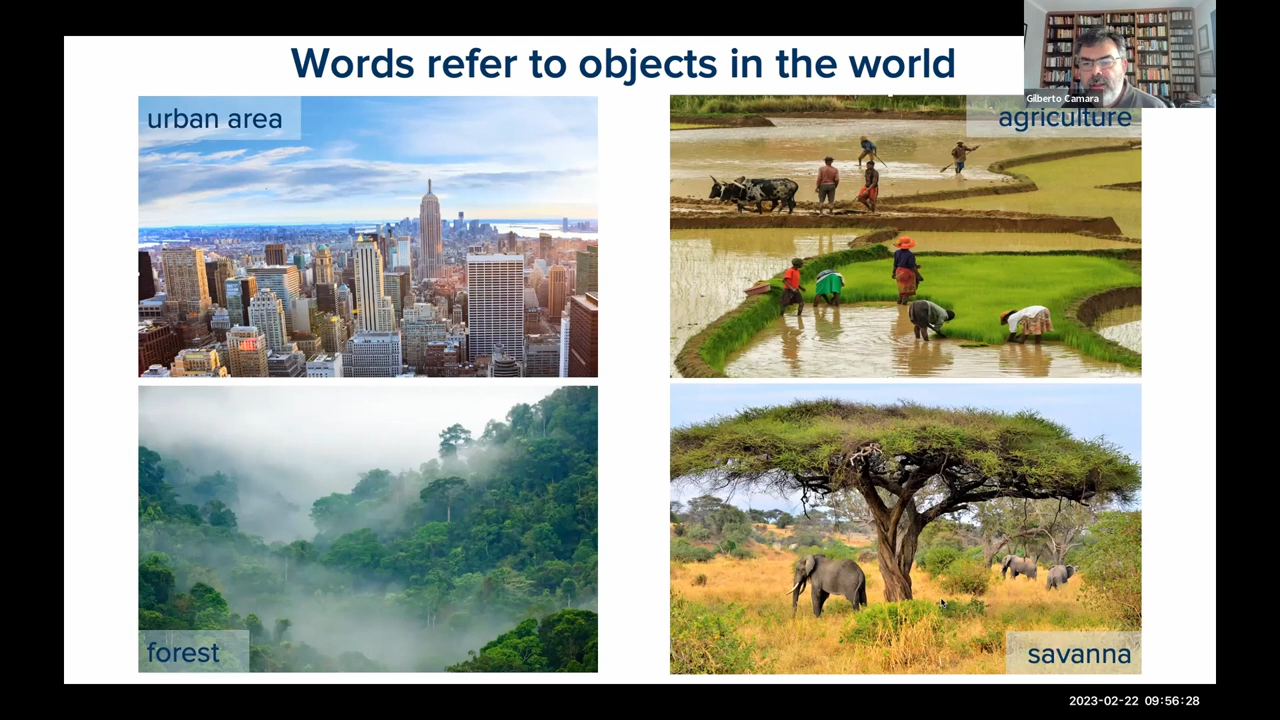 Words refer to objects in the world
Gilberto Camara
urban area
agriculture
forest
savanna
2023-02-22 09:56:28